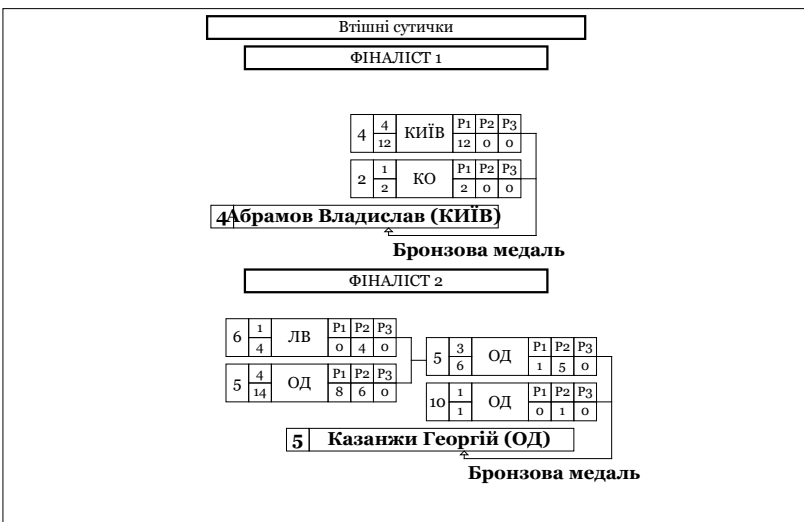 Втішні сутички
ФІНАЛІСТ 1
4 4 КИЇВ P1 P2 P3
12 12 0 0
2 1 КО P1 P2 P3
2 2 0 0
4 Абрамов Владислав (КИЇВ)
Бронзова медаль
ФІНАЛІСТ 2
6 1 ЛВ P1 P2 P3
4 0 4 0
5 3 ОД P1 P2 P3
6 1 5 0
5 4 ОД P1 P2 P3
14 8 6 0
10 1 ОД P1 P2 P3
1 0 1 0
5 Казанжи Георгій (ОД)
Бронзова медаль